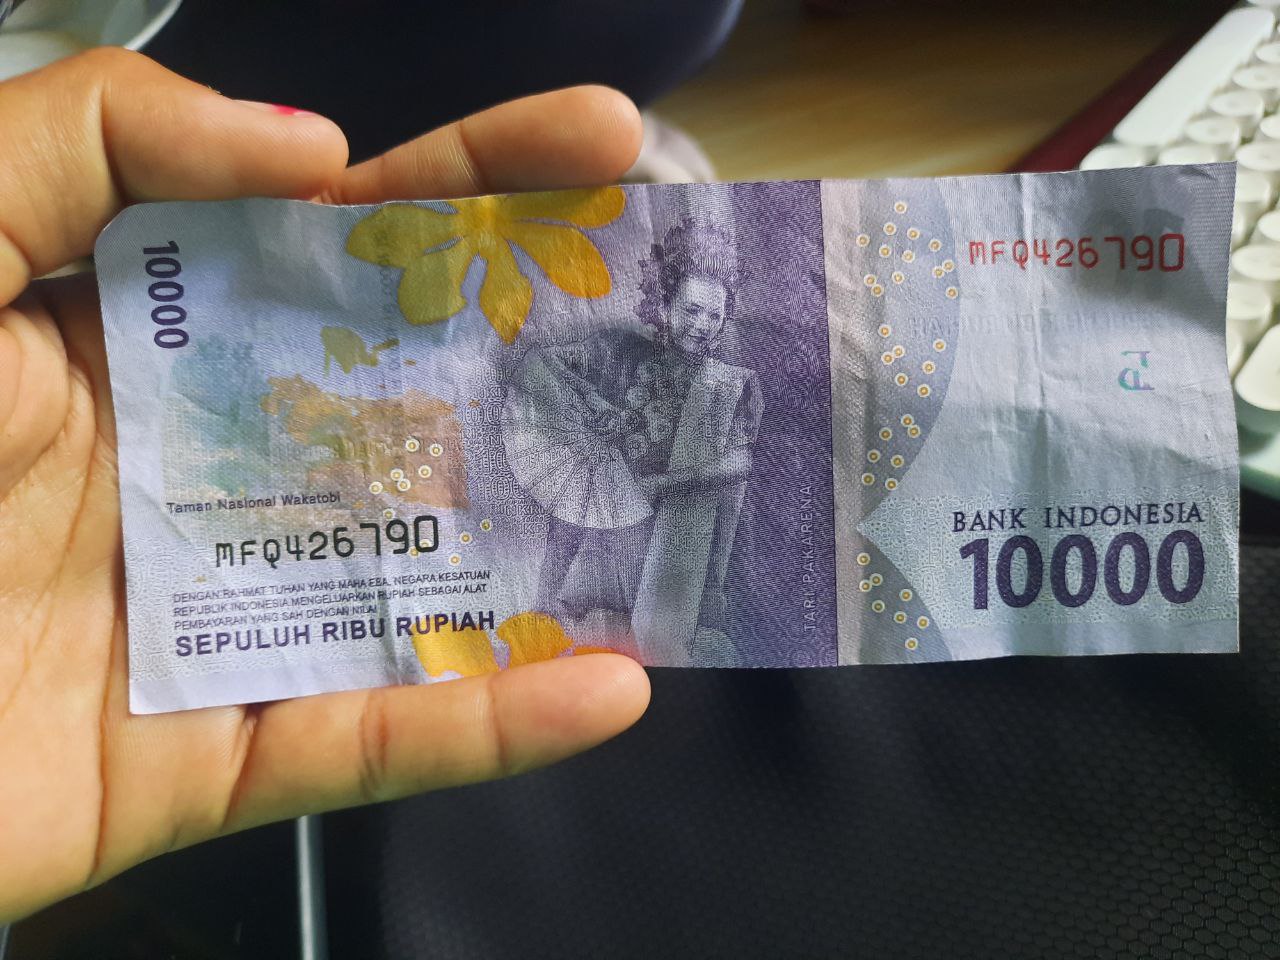 10000
MFQ426790
Taman Nasional Wakatobi
MFQ426790
DENGAN RAHMAT TUHAN YANG MAHA ESA, NEGARA KESATUAN
REPUBLIK INDONESIA MENGELUARKAN RUPIAH SEBAGAI ALAT
PEMBAYARAN YANG SAH DENGAN NILAI
SEPULUH RIBU RUPIAH
TARI PAKARENA
BANK INDONESIA
10000